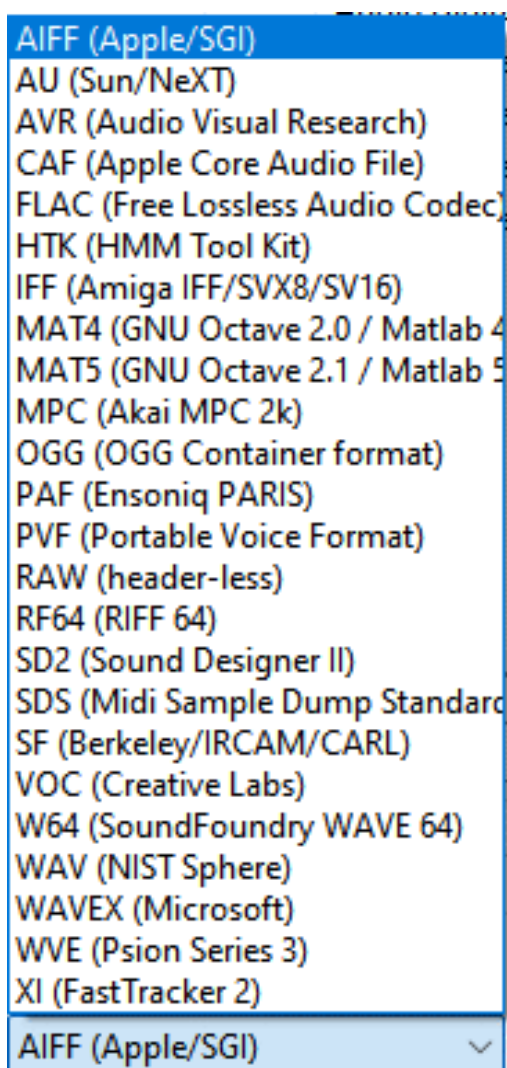 AIFF (Apple/SGI)
AU (Sun/NeXT)
AVR (Audio Visual Research)
CAF (Apple Core Audio File)
FLAC (Free Lossless Audio Codec)
HTK (HMM Tool Kit)
IFF (Amiga IFF/SVX8/SV16)
MAT4 (GNU Octave 2.0 / Matlab 4
MAT5 (GNU Octave 2.1 / Matlab 5
MPC (Akai MPC 2k)
OGG (OGG Container format)
PAF (Ensoniq PARIS)
PVF (Portable Voice Format)
RAW (header-less)
RF64 (RIFF 64)
SD2 (Sound Designer II)
SDS (Midi Sample Dump Standard
SF (Berkeley/IRCAM/CARL)
VOC (Creative Labs)
W64 (SoundFoundry WAVE 64)
WAV (NIST Sphere)
WAVEX (Microsoft)
WVE (Psion Series 3)
XI (FastTracker 2)
AIFF (Apple/SGI)